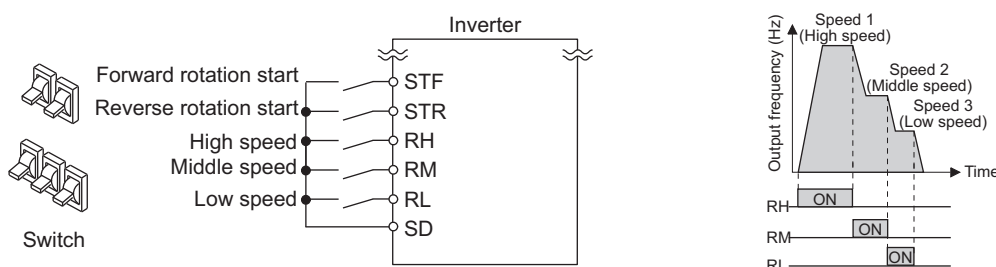 Inverter
Forward rotation start
STF
Reverse rotation start
STR
High speed
RH
Middle speed
RM
Low speed
RL
SD
Switch
Output frequency (Hz)
Speed 1
(High speed)
Speed 2
(Middle speed)
Speed 3
(Low speed)
Time
RH
ON
RM
ON
RL
ON